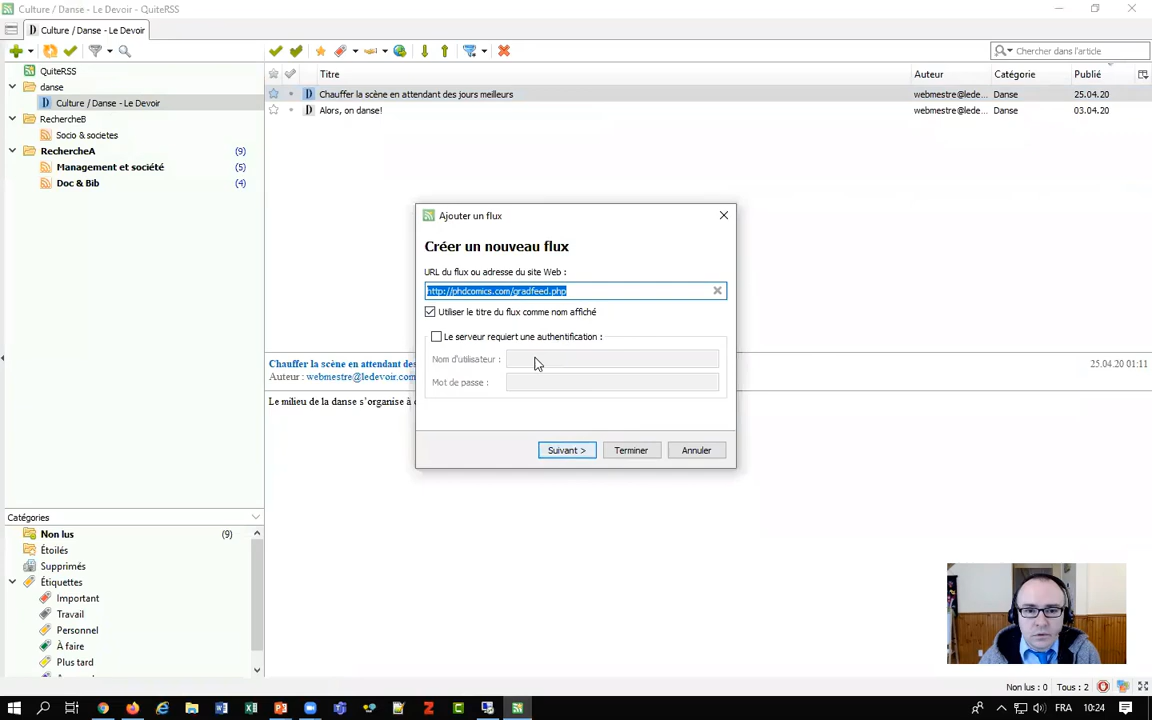 Culture / Danse - Le Devoir - QuiteRSS
Culture / Danse - Le Devoir
Chercher dans l'article
QuiteRSS
danse
Culture / Danse - Le Devoir
RechercheB
Socio & societes
RechercheA (9)
Management et société (5)
Doc & Bib (4)
Titre Auteur Catégorie Publié
Chauffer la scène en attendant des jours meilleurs webmestre@lede... Danse 25.04.20
Alors, on danse! webmestre@lede... Danse 03.04.20
Ajouter un flux
Créer un nouveau flux
URL du flux ou adresse du site Web :
http://phdcomics.com/gradfeed.php
Utiliser le titre du flux comme nom affiché
Le serveur requiert une authentification :
Nom d'utilisateur :
Mot de passe :
Suivant > Terminer Annuler
Chauffer la scène en attendant des 25.04.20 01:11
Auteur : webmestre@ledevoir.com
Le milieu de la danse s'organise à
Catégories
Non lus (9)
Étoilés
Supprimés
Étiquettes
Important
Travail
Personnel
À faire
Plus tard
Non lus : 0 Tous : 2
FRA 10:24